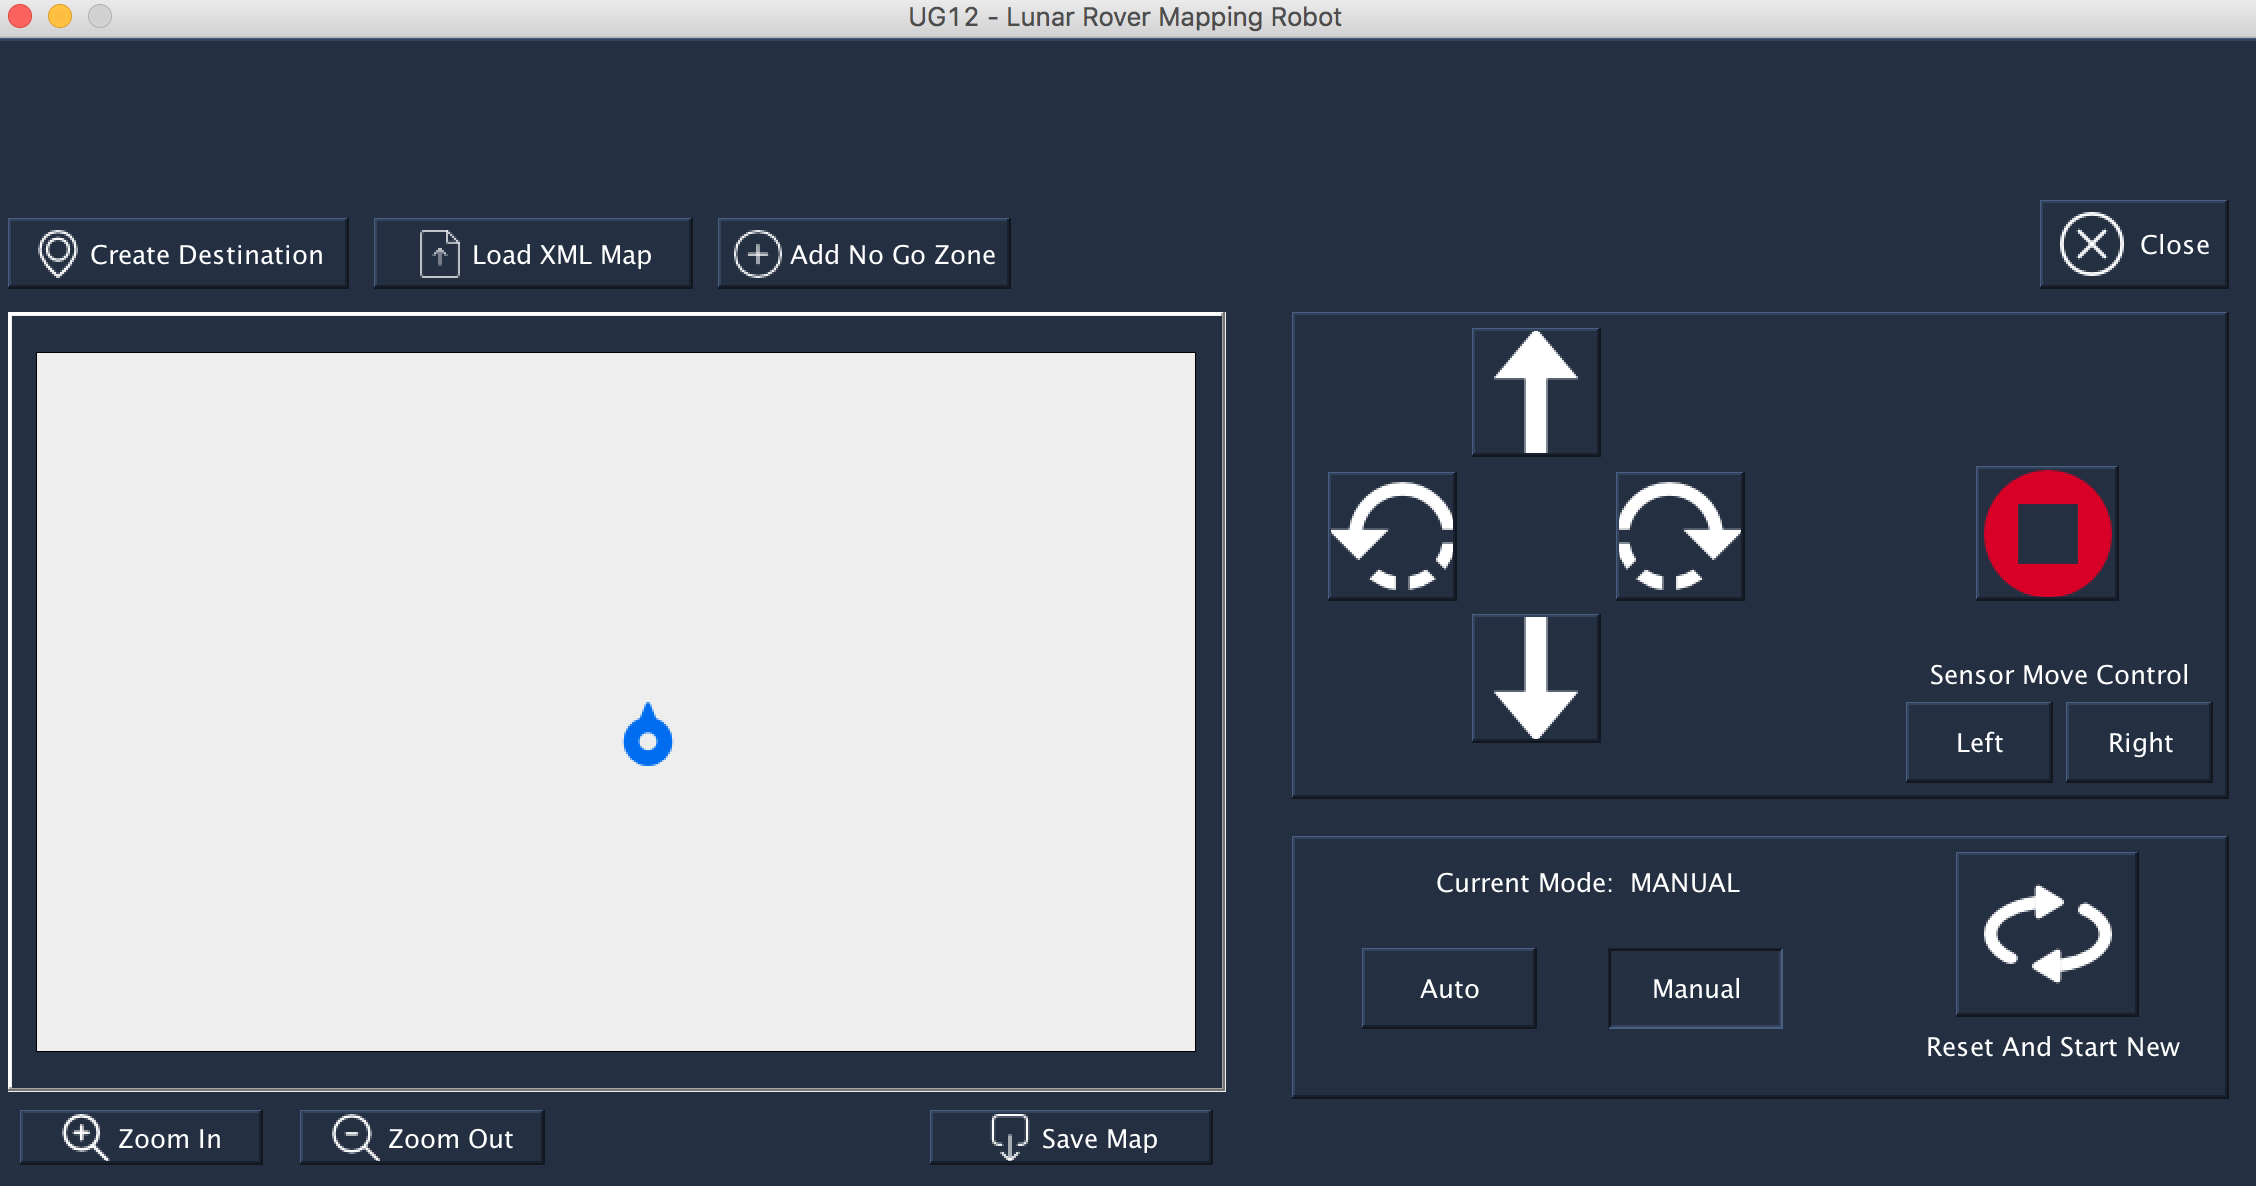 UG12 - Lunar Rover Mapping Robot
Create Destination
Load XML Map
Add No Go Zone
Close
Sensor Move Control
Left
Right
Current Mode: MANUAL
Auto
Manual
Reset And Start New
Zoom In
Zoom Out
Save Map